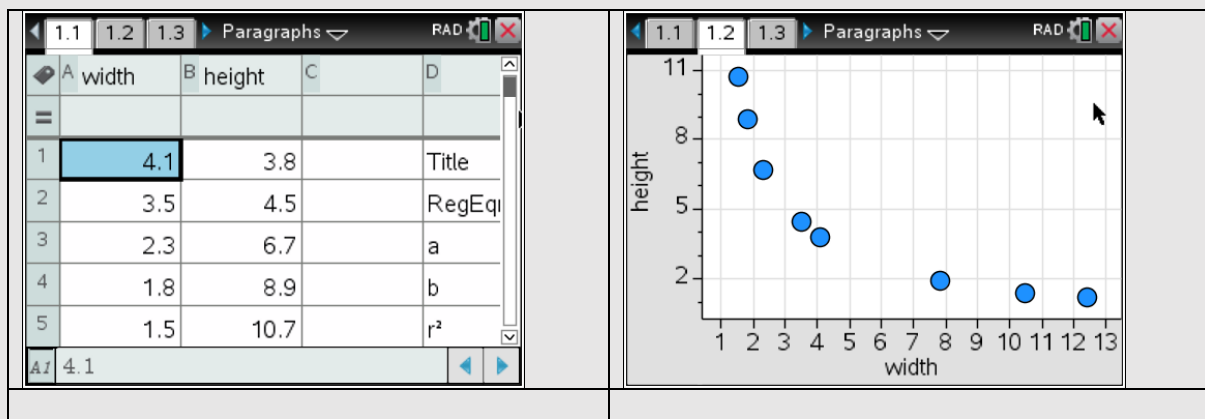 1.1 1.2 1.3 Paragraphs RAD
A width B height C D
=
1 4.1 3.8 Title
2 3.5 4.5 RegEq
3 2.3 6.7 a
4 1.8 8.9 b
5 1.5 10.7 r²
A1 4.1
1.1 1.2 1.3 Paragraphs RAD
11
8
height
5
2
1 2 3 4 5 6 7 8 9 10 11 12 13
width